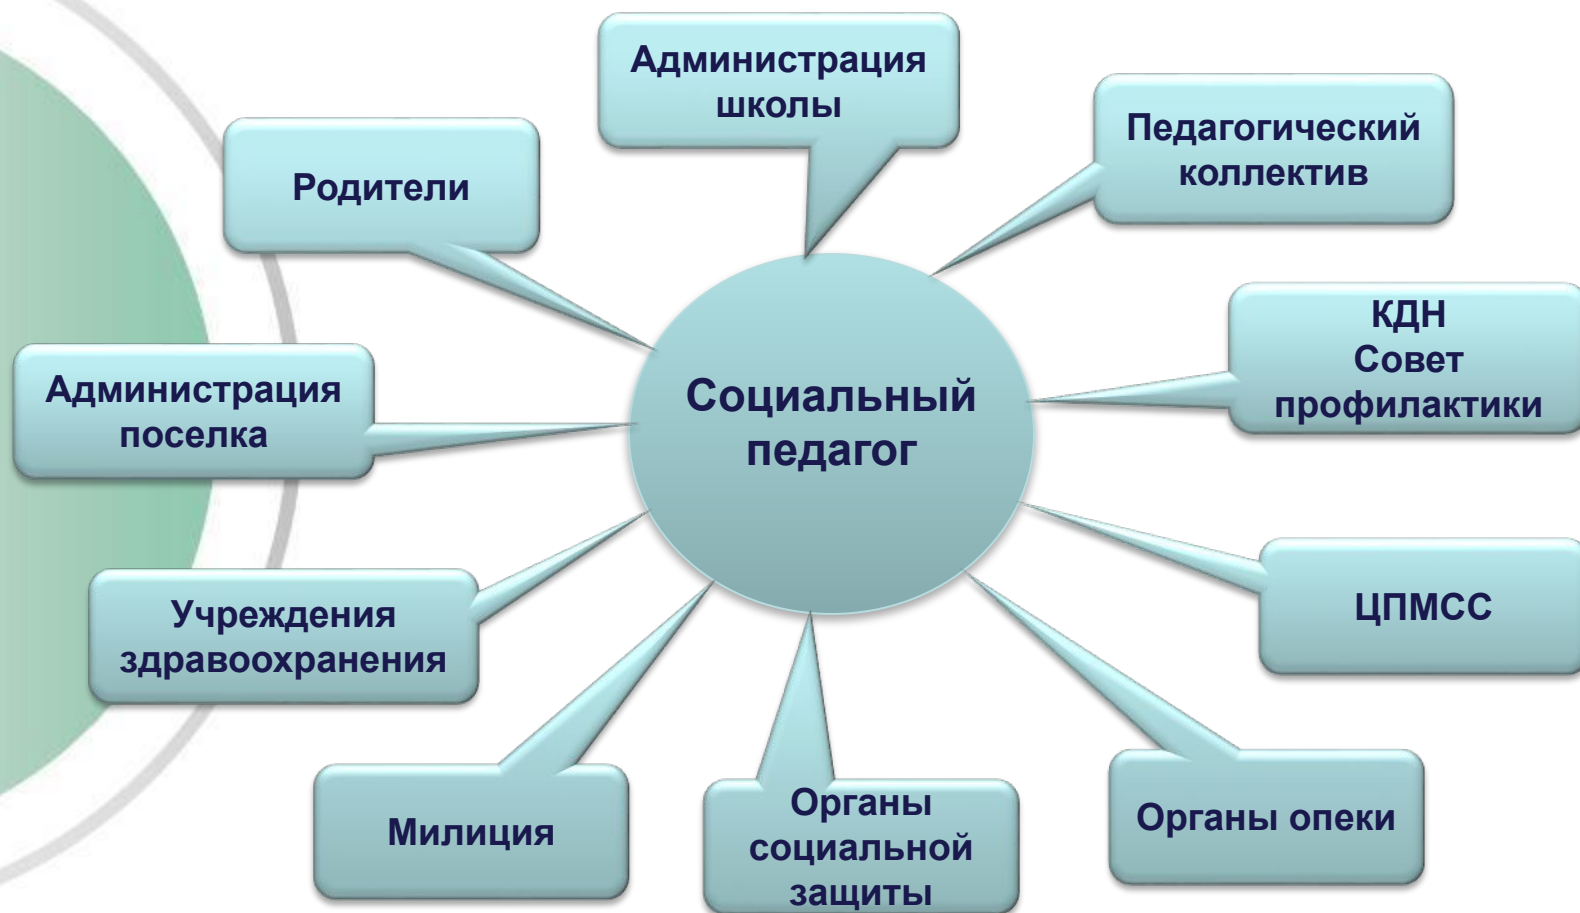 Администрация
школы
Педагогический
коллектив
Родители
КДН
Совет
профилактики
Администрация
поселка
Социальный
педагог
Учреждения
здравоохранения
ЦПМСС
Милиция
Органы
социальной
защиты
Органы опеки